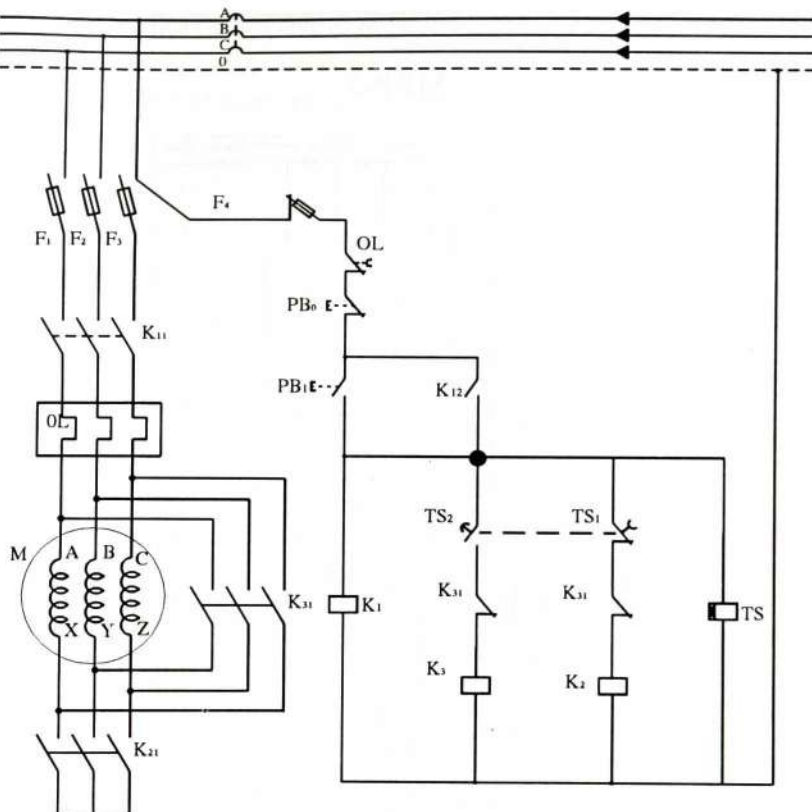 A
B
C
0
F₄
F₁ F₂ F₃
OL
PB₀ E
K₁₁
PB₁E
K₁₂
OL
TS₂
TS₁
M A B C
K₃₁
K₃₁
K₃₁
K₁
TS
X Y Z
K₃
K₂
K₂₁